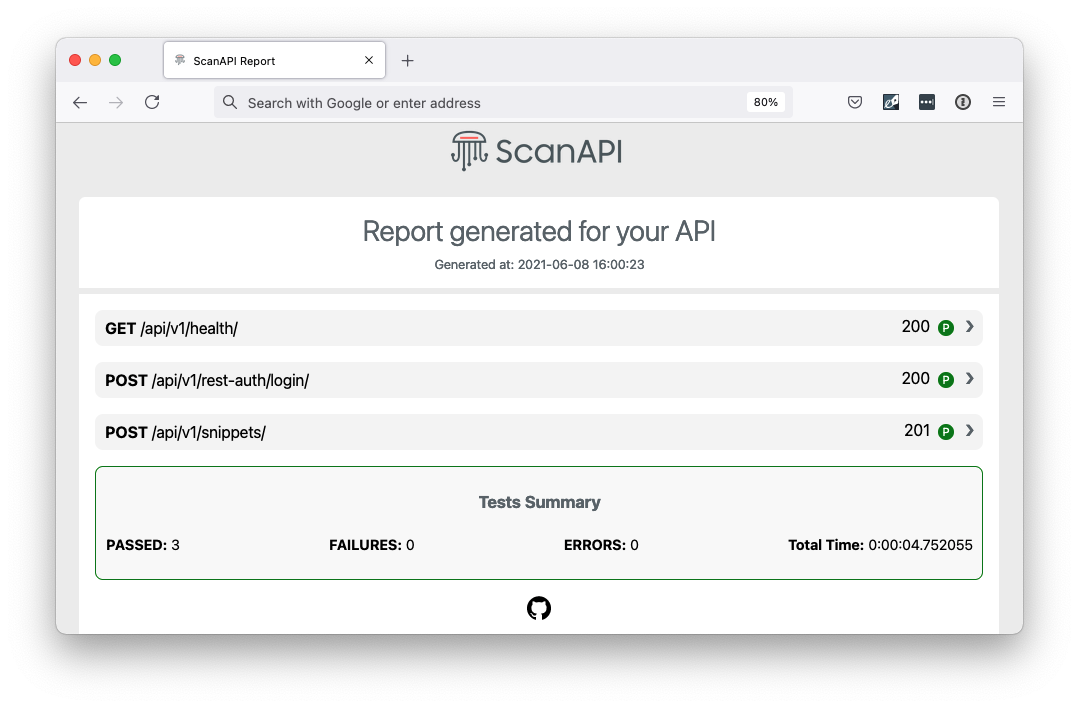 ScanAPI Report
Search with Google or enter address 80%
ScanAPI
Report generated for your API
Generated at: 2021-06-08 16:00:23
GET /api/v1/health/ 200 P
POST /api/v1/rest-auth/login/ 200 P
POST /api/v1/snippets/ 201 P
Tests Summary
PASSED: 3 FAILURES: 0 ERRORS: 0 Total Time: 0:00:04.752055